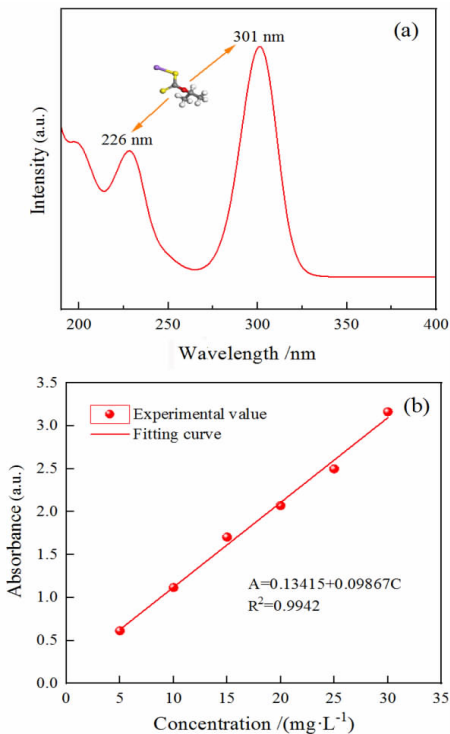 (a)
301 nm
226 nm
Intensity (a.u.)
200 250 300 350 400
Wavelength /nm
(b)
Experimental value
Fitting curve
3.5
3.0
2.5
2.0
1.5
1.0
0.5
0.0
Absorbance (a.u.)
A=0.13415+0.09867C
R²=0.9942
0 5 10 15 20 25 30 35
Concentration /(mg·L⁻¹)